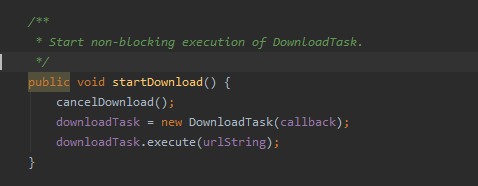 /**
 * Start non-blocking execution of DownloadTask.
 */
public void startDownload() {
    cancelDownload();
    downloadTask = new DownloadTask(callback);
    downloadTask.execute(urlString);
}